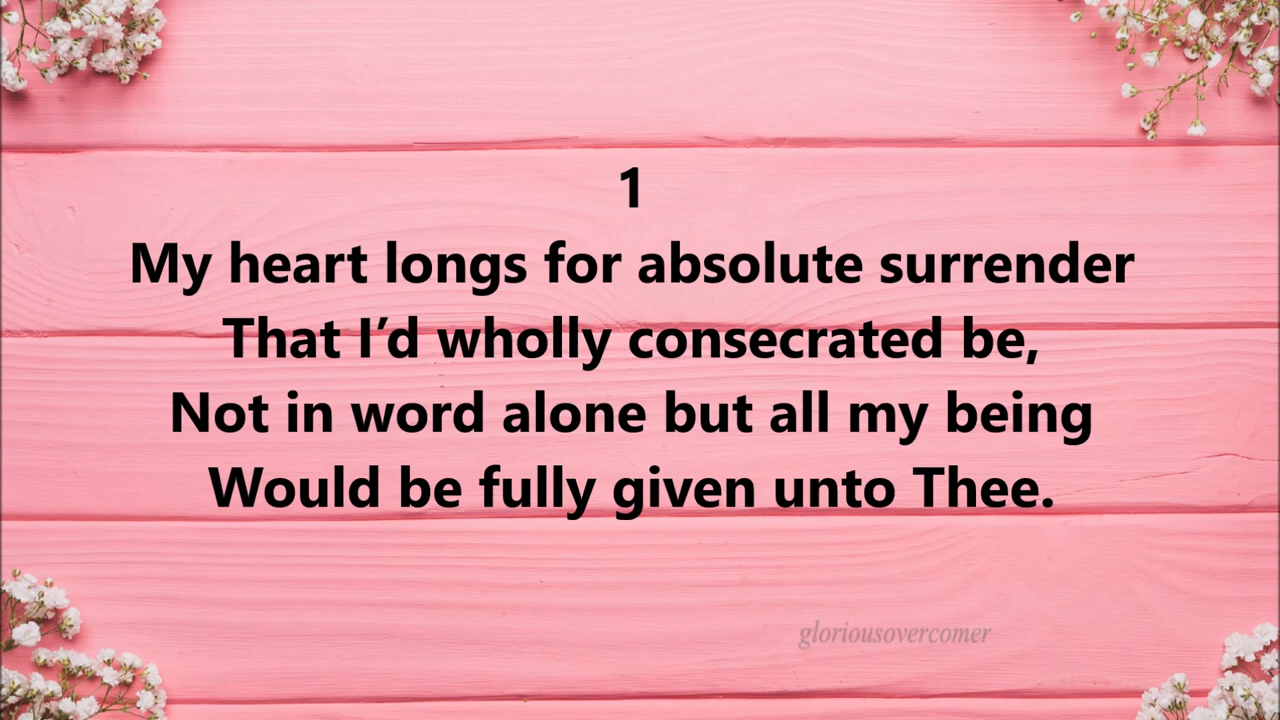 1
My heart longs for absolute surrender
That I’d wholly consecrated be,
Not in word alone but all my being
Would be fully given unto Thee.
gloriousovercomer